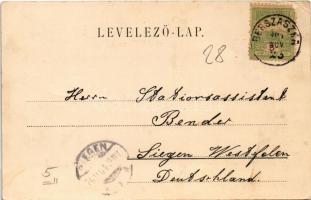 LEVELEZŐ-LAP.
28
BERSZÁSZKA
Herrn Stationsassistent
Bender
SIEGEN
Siegen Westfalen
Deutschland.
5